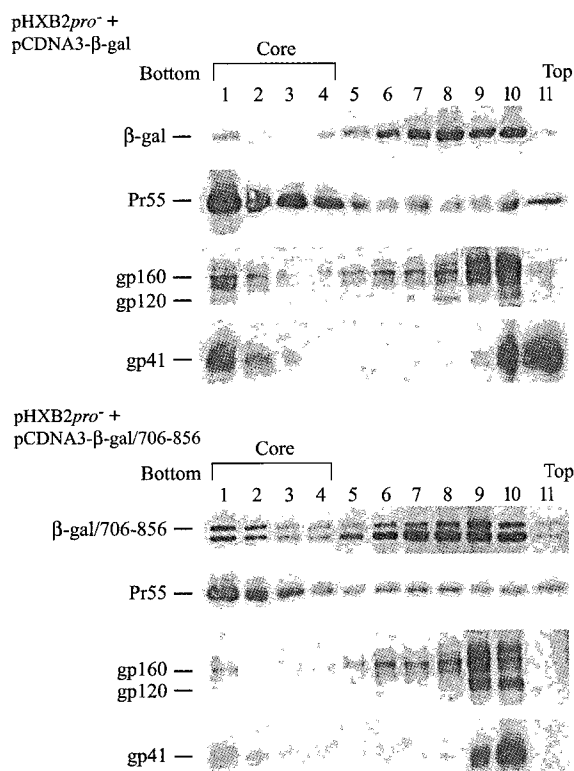 pHXB2pro- +
pCDNA3-β-gal
Core
Bottom
Top
1 2 3 4 5 6 7 8 9 10 11
β-gal
Pr55
gp160
gp120
gp41
pHXB2pro- +
pCDNA3-β-gal/706-856
Core
Bottom
Top
1 2 3 4 5 6 7 8 9 10 11
β-gal/706-856
Pr55
gp160
gp120
gp41